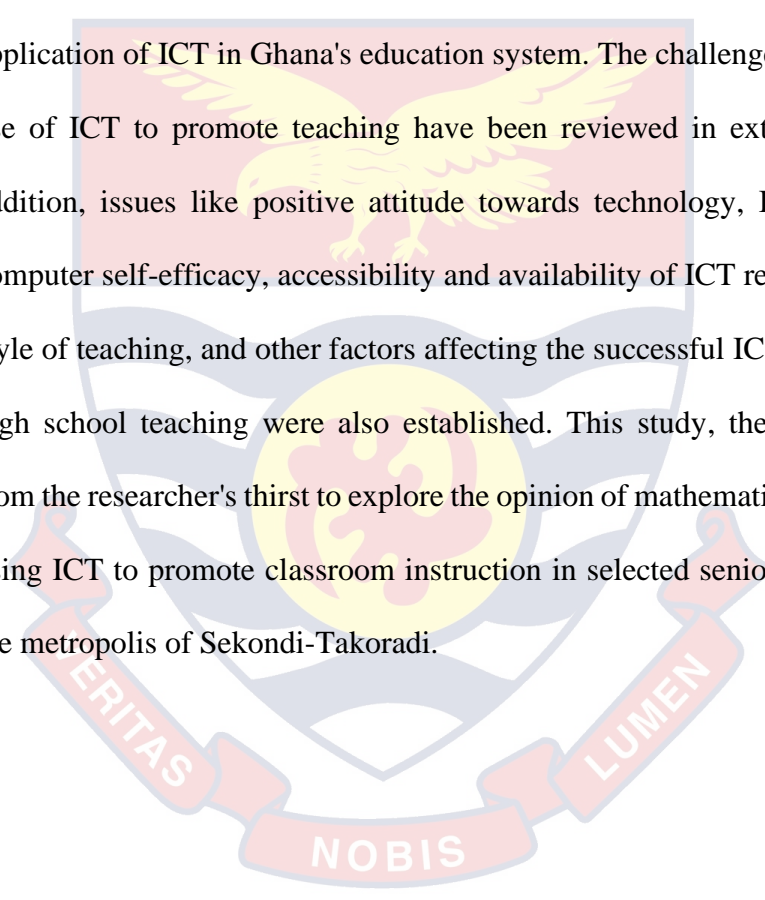 pplication of ICT in Ghana's education system. The challenge
e of ICT to promote teaching have been reviewed in ext
ddition, issues like positive attitude towards technology, I
omputer self-efficacy, accessibility and availability of ICT re
yle of teaching, and other factors affecting the successful IC
gh school teaching were also established. This study, the
om the researcher's thirst to explore the opinion of mathemati
ing ICT to promote classroom instruction in selected senio
e metropolis of Sekondi-Takoradi.
VERITAS
NOBIS
LUMEN